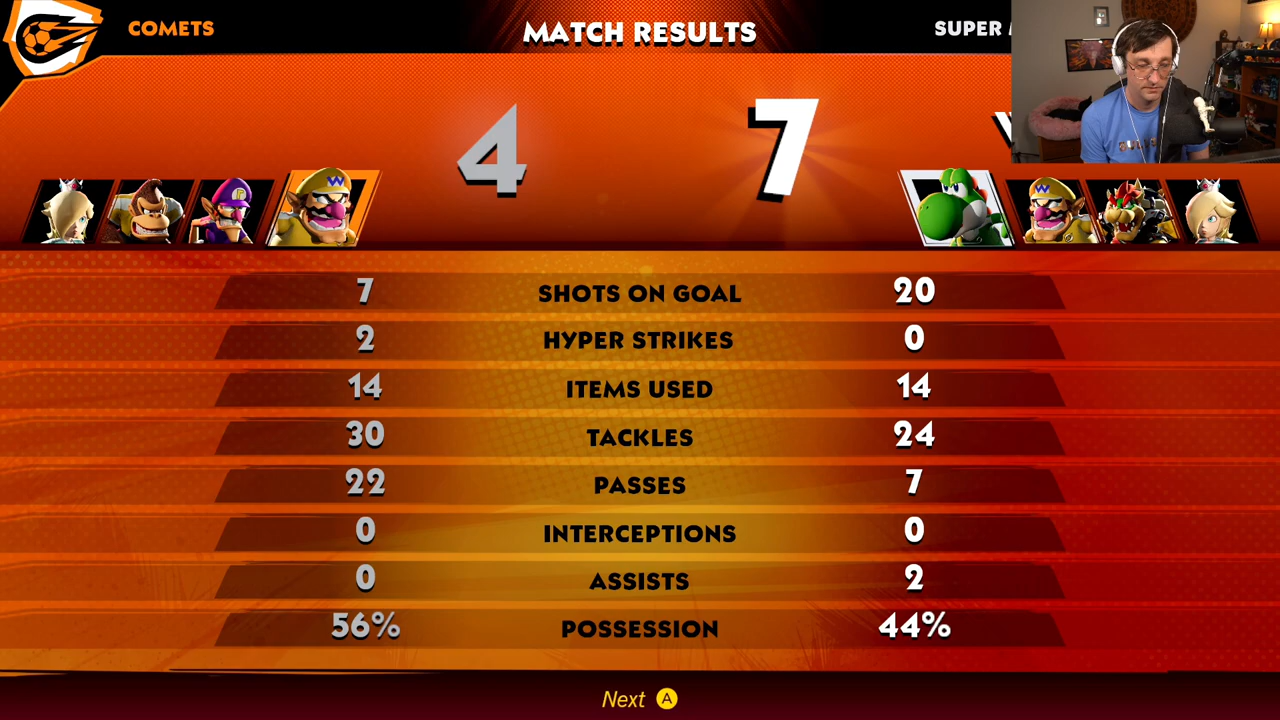 COMETS
MATCH RESULTS
SUPER
4
7
7 SHOTS ON GOAL 20
2 HYPER STRIKES 0
14 ITEMS USED 14
30 TACKLES 24
22 PASSES 7
0 INTERCEPTIONS 0
0 ASSISTS 2
56% POSSESSION 44%
Next A